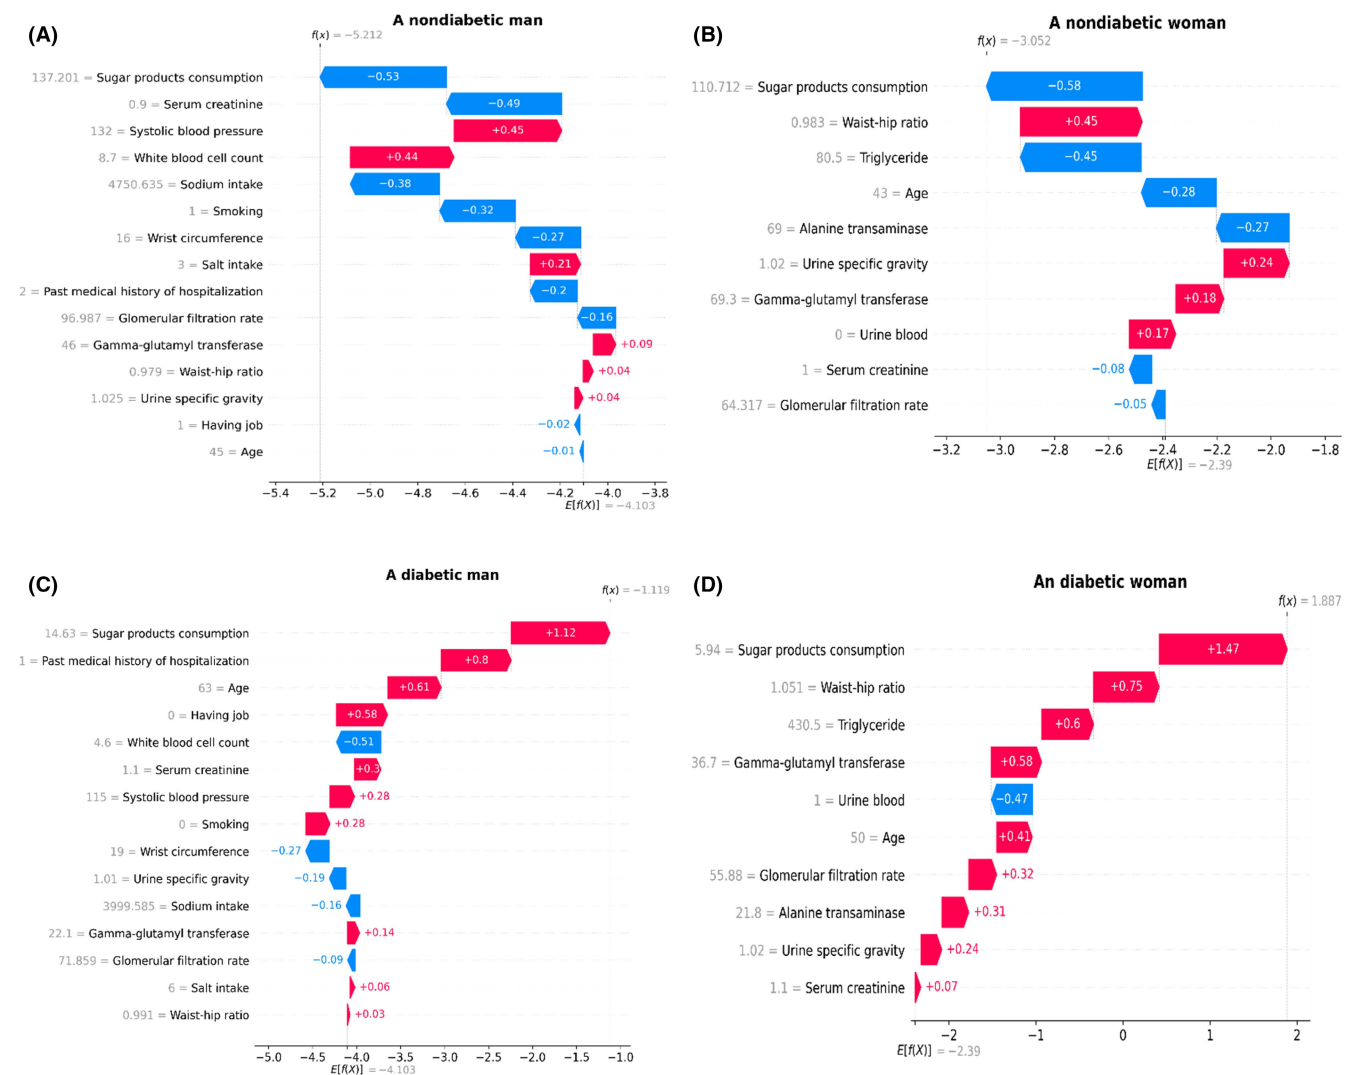 (A)
A nondiabetic man
f(x) = −5.212
137.201 = Sugar products consumption
−0.53
0.9 = Serum creatinine
−0.49
132 = Systolic blood pressure
+0.45
8.7 = White blood cell count
+0.44
4750.635 = Sodium intake
−0.38
1 = Smoking
−0.32
16 = Wrist circumference
−0.27
3 = Salt intake
+0.21
2 = Past medical history of hospitalization
−0.2
96.987 = Glomerular filtration rate
−0.16
46 = Gamma-glutamyl transferase
+0.09
0.979 = Waist-hip ratio
+0.04
1.025 = Urine specific gravity
+0.04
1 = Having job
−0.02
45 = Age
−0.01
−5.4 −5.2 −5.0 −4.8 −4.6 −4.4 −4.2 −4.0 −3.8
E[f(X)] = −4.103
(B)
A nondiabetic woman
f(x) = −3.052
110.712 = Sugar products consumption
−0.58
0.983 = Waist-hip ratio
+0.45
80.5 = Triglyceride
−0.45
43 = Age
−0.28
69 = Alanine transaminase
−0.27
1.02 = Urine specific gravity
+0.24
69.3 = Gamma-glutamyl transferase
+0.18
0 = Urine blood
+0.17
1 = Serum creatinine
−0.08
64.317 = Glomerular filtration rate
−0.05
−3.2 −3.0 −2.8 −2.6 −2.4 −2.2 −2.0 −1.8
E[f(X)] = −2.39
(C)
A diabetic man
f(x) = −1.119
14.63 = Sugar products consumption
+1.12
1 = Past medical history of hospitalization
+0.8
63 = Age
+0.61
0 = Having job
+0.58
4.6 = White blood cell count
−0.51
1.1 = Serum creatinine
+0.3
115 = Systolic blood pressure
+0.28
0 = Smoking
+0.28
19 = Wrist circumference
−0.27
1.01 = Urine specific gravity
−0.19
3999.585 = Sodium intake
−0.16
22.1 = Gamma-glutamyl transferase
+0.14
71.859 = Glomerular filtration rate
−0.09
6 = Salt intake
+0.06
0.991 = Waist-hip ratio
+0.03
−5.0 −4.5 −4.0 −3.5 −3.0 −2.5 −2.0 −1.5 −1.0
E[f(X)] = −4.103
(D)
An diabetic woman
f(x) = 1.887
5.94 = Sugar products consumption
+1.47
1.051 = Waist-hip ratio
+0.75
430.5 = Triglyceride
+0.6
36.7 = Gamma-glutamyl transferase
+0.58
1 = Urine blood
−0.47
50 = Age
+0.41
55.88 = Glomerular filtration rate
+0.32
21.8 = Alanine transaminase
+0.31
1.02 = Urine specific gravity
+0.24
1.1 = Serum creatinine
+0.07
−2 −1 0 1 2
E[f(X)] = −2.39